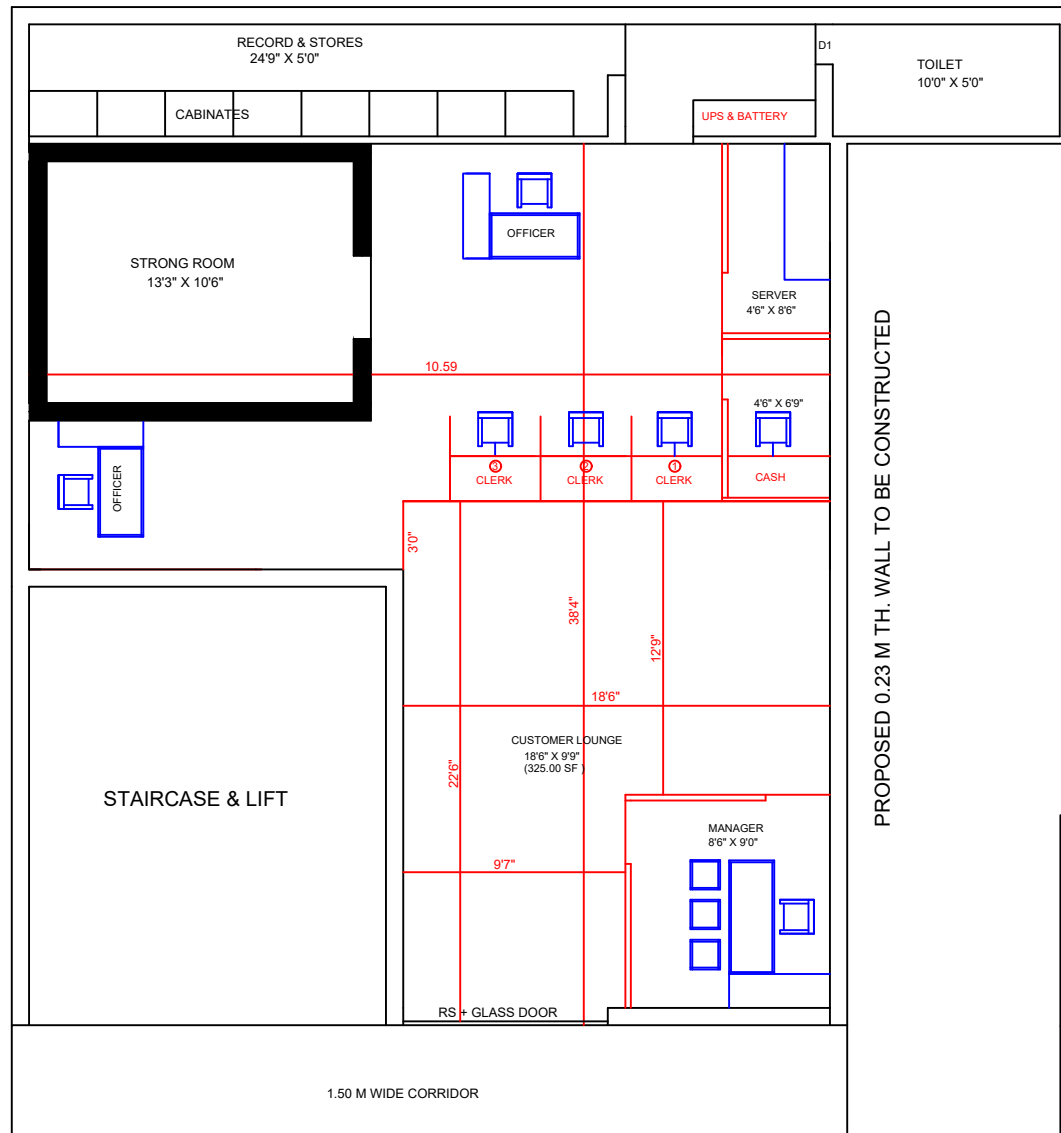 RECORD & STORES
24'9" X 5'0"
D1
TOILET
10'0" X 5'0"
CABINATES
UPS & BATTERY
OFFICER
STRONG ROOM
13'3" X 10'6"
SERVER
4'6" X 8'6"
10.59
4'6" X 6'9"
3
2
1
CLERK
CLERK
CLERK
CASH
OFFICER
3'0"
38'4"
12'9"
18'6"
CUSTOMER LOUNGE
18'6" X 9'9"
(325.00 SF )
22'6"
STAIRCASE & LIFT
MANAGER
8'6" X 9'0"
9'7"
RS + GLASS DOOR
1.50 M WIDE CORRIDOR
PROPOSED 0.23 M TH. WALL TO BE CONSTRUCTED